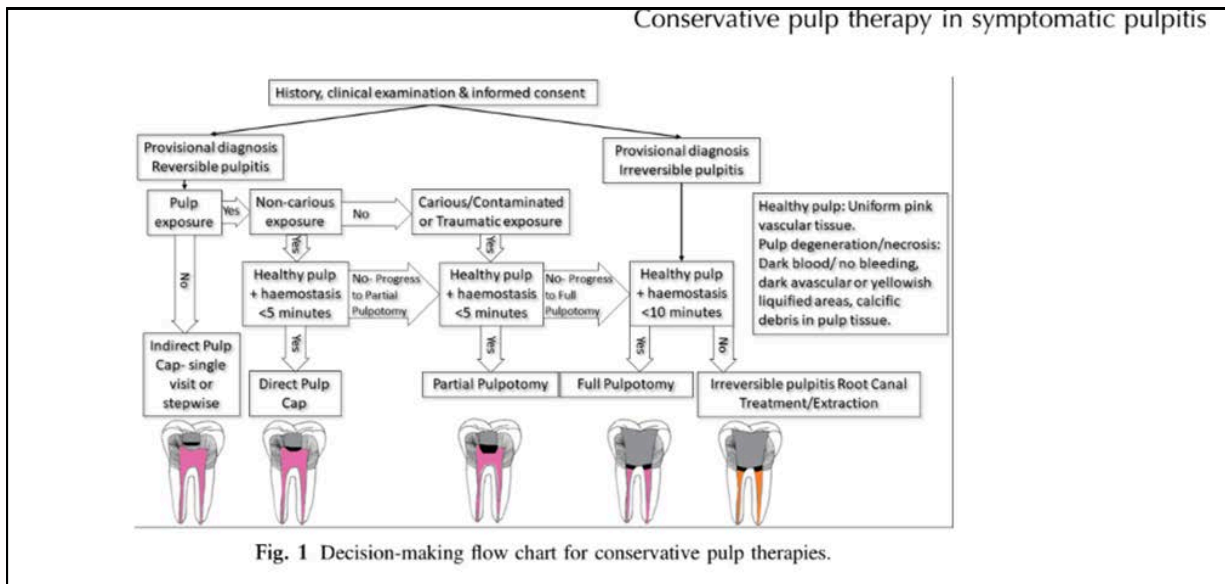 Conservative pulp therapy in symptomatic pulpitis
History, clinical examination & informed consent
Provisional diagnosis
Reversible pulpitis
Provisional diagnosis
Irreversible pulpitis
Pulp
exposure
Yes
Non-carious
exposure
No
Carious/Contaminated
or Traumatic exposure
Healthy pulp: Uniform pink
vascular tissue.
Pulp degeneration/necrosis:
Dark blood/ no bleeding,
dark avascular or yellowish
liquified areas, calcific
debris in pulp tissue.
No
Yes
Yes
Healthy pulp
+ haemostasis
<5 minutes
No- Progress
to Partial
Pulpotomy
Healthy pulp
+ haemostasis
<5 minutes
No- Progress
to Full
Pulpotomy
Healthy pulp
+ haemostasis
<10 minutes
Yes
Yes
Yes
No
Indirect Pulp
Cap- single
visit or
stepwise
Direct Pulp
Cap
Partial Pulpotomy
Full Pulpotomy
Irreversible pulpitis Root Canal
Treatment/Extraction
Fig. 1 Decision-making flow chart for conservative pulp therapies.